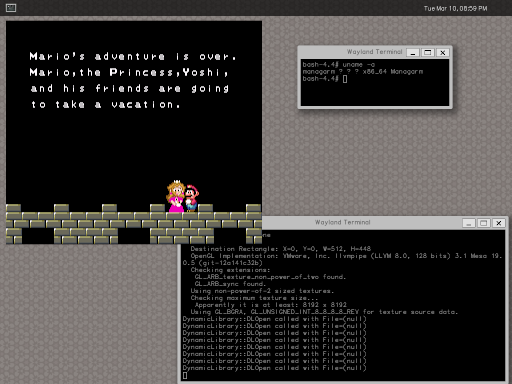 Tue Mar 10, 08:59 PM
Mario's adventure is over.
Mario,the Princess,Yoshi,
and his friends are going
to take a vacation.
Wayland Terminal
bash-4.4# uname -a
managarm ? ? ? x86_64 Managarm
bash-4.4#
Wayland Terminal
Destination Rectangle: X=0, Y=0, W=512, H=448
OpenGL Implementation: VMware, Inc. llvmpipe (LLVM 8.0, 128 bits) 3.1 Mesa 19.
0.5 (git-12a141c32b)
Checking extensions:
GL_ARB_texture_non_power_of_two found.
GL_ARB_sync found.
Using non-power-of-2 sized textures.
Checking maximum texture size...
Apparently it is at least: 8192 x 8192
Using GL_BGRA, GL_UNSIGNED_INT_8_8_8_8_REV for texture source data.
DynamicLibrary::DLOpen called with File=(null)
DynamicLibrary::DLOpen called with File=(null)
DynamicLibrary::DLOpen called with File=(null)
DynamicLibrary::DLOpen called with File=(null)
DynamicLibrary::DLOpen called with File=(null)
DynamicLibrary::DLOpen called with File=(null)
DynamicLibrary::DLOpen called with File=(null)
DynamicLibrary::DLOpen called with File=(null)